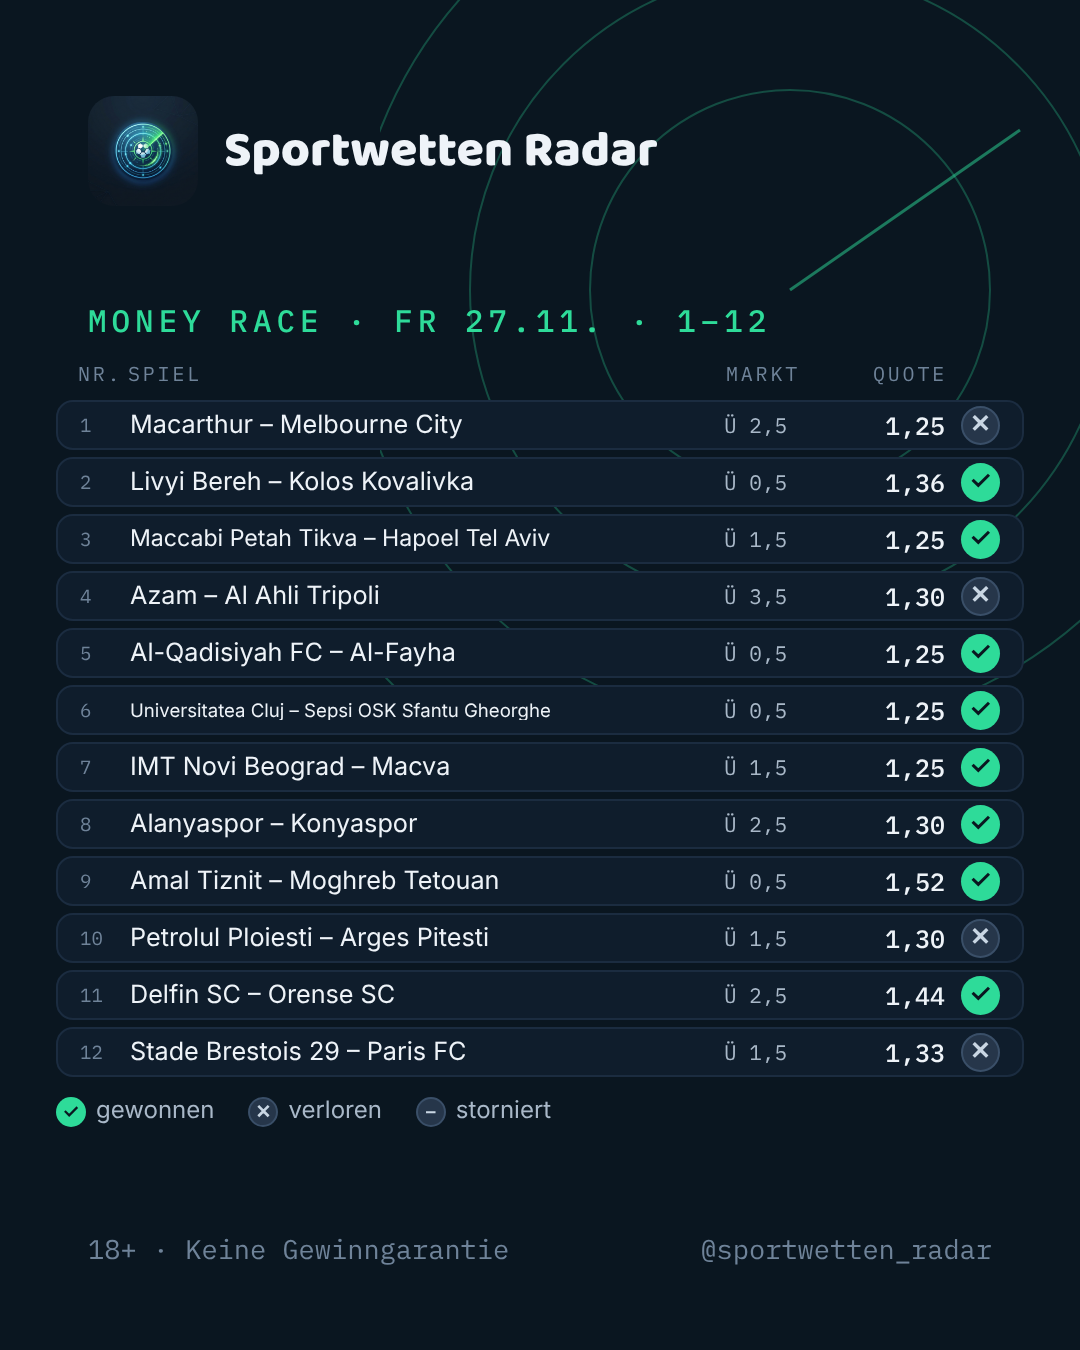 Sportwetten Radar
MONEY RACE · FR 27.11. · 1–12
NR. SPIEL MARKT QUOTE
1 Macarthur – Melbourne City Ü 2,5 1,25
2 Livyi Bereh – Kolos Kovalivka Ü 0,5 1,36
3 Maccabi Petah Tikva – Hapoel Tel Aviv Ü 1,5 1,25
4 Azam – Al Ahli Tripoli Ü 3,5 1,30
5 Al-Qadisiyah FC – Al-Fayha Ü 0,5 1,25
6 Universitatea Cluj – Sepsi OSK Sfantu Gheorghe Ü 0,5 1,25
7 IMT Novi Beograd – Macva Ü 1,5 1,25
8 Alanyaspor – Konyaspor Ü 2,5 1,30
9 Amal Tiznit – Moghreb Tetouan Ü 0,5 1,52
10 Petrolul Ploiesti – Arges Pitesti Ü 1,5 1,30
11 Delfin SC – Orense SC Ü 2,5 1,44
12 Stade Brestois 29 – Paris FC Ü 1,5 1,33
gewonnen verloren storniert
18+ · Keine Gewinngarantie @sportwetten_radar